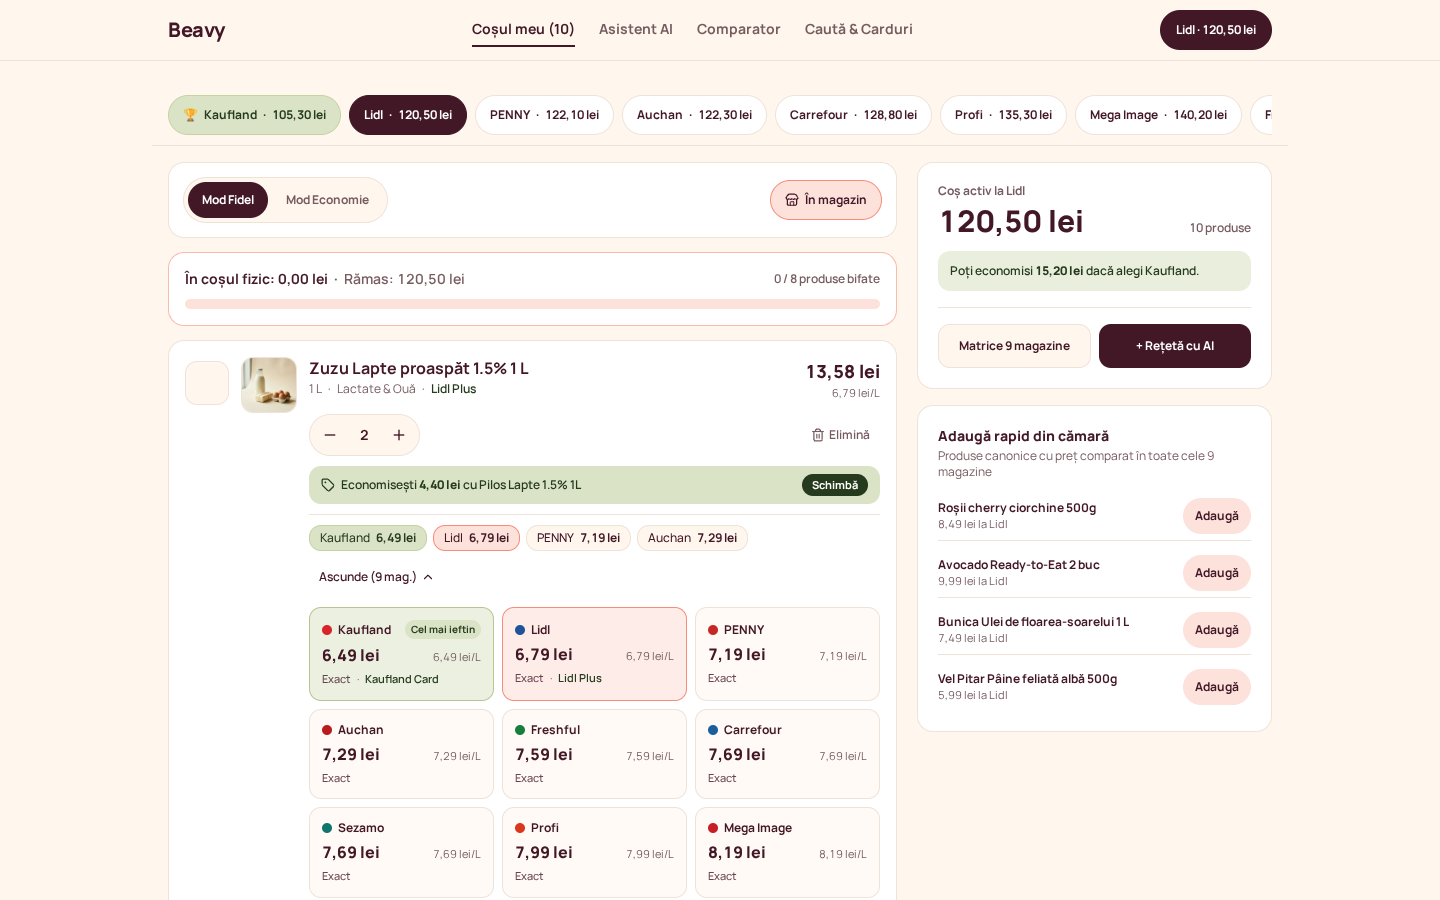 Beavy
Coșul meu (10)
Asistent AI
Comparator
Caută & Carduri
Lidl · 120,50 lei
🏆 Kaufland · 105,30 lei
Lidl · 120,50 lei
PENNY · 122,10 lei
Auchan · 122,30 lei
Carrefour · 128,80 lei
Profi · 135,30 lei
Mega Image · 140,20 lei
Mod Fidel
Mod Economie
În magazin
În coșul fizic: 0,00 lei · Rămas: 120,50 lei
0 / 8 produse bifate
Zuzu Lapte proaspăt 1.5% 1 L
13,58 lei
1 L · Lactate & Ouă · Lidl Plus
6,79 lei/L
− 2 +
Elimină
Economisești 4,40 lei cu Pilos Lapte 1.5% 1L
Schimbă
Kaufland 6,49 lei
Lidl 6,79 lei
PENNY 7,19 lei
Auchan 7,29 lei
Ascunde (9 mag.)
Kaufland
Cel mai ieftin
6,49 lei
6,49 lei/L
Exact · Kaufland Card
Lidl
6,79 lei
6,79 lei/L
Exact · Lidl Plus
PENNY
7,19 lei
7,19 lei/L
Exact
Auchan
7,29 lei
7,29 lei/L
Exact
Freshful
7,59 lei
7,59 lei/L
Exact
Carrefour
7,69 lei
7,69 lei/L
Exact
Sezamo
7,69 lei
7,69 lei/L
Exact
Profi
7,99 lei
7,99 lei/L
Exact
Mega Image
8,19 lei
8,19 lei/L
Exact
Coș activ la Lidl
120,50 lei
10 produse
Poți economisi 15,20 lei dacă alegi Kaufland.
Matrice 9 magazine
+ Rețetă cu AI
Adaugă rapid din cămară
Produse canonice cu preț comparat în toate cele 9
magazine
Roșii cherry ciorchine 500g
8,49 lei la Lidl
Adaugă
Avocado Ready-to-Eat 2 buc
9,99 lei la Lidl
Adaugă
Bunica Ulei de floarea-soarelui 1 L
7,49 lei la Lidl
Adaugă
Vel Pitar Pâine feliată albă 500g
5,99 lei la Lidl
Adaugă